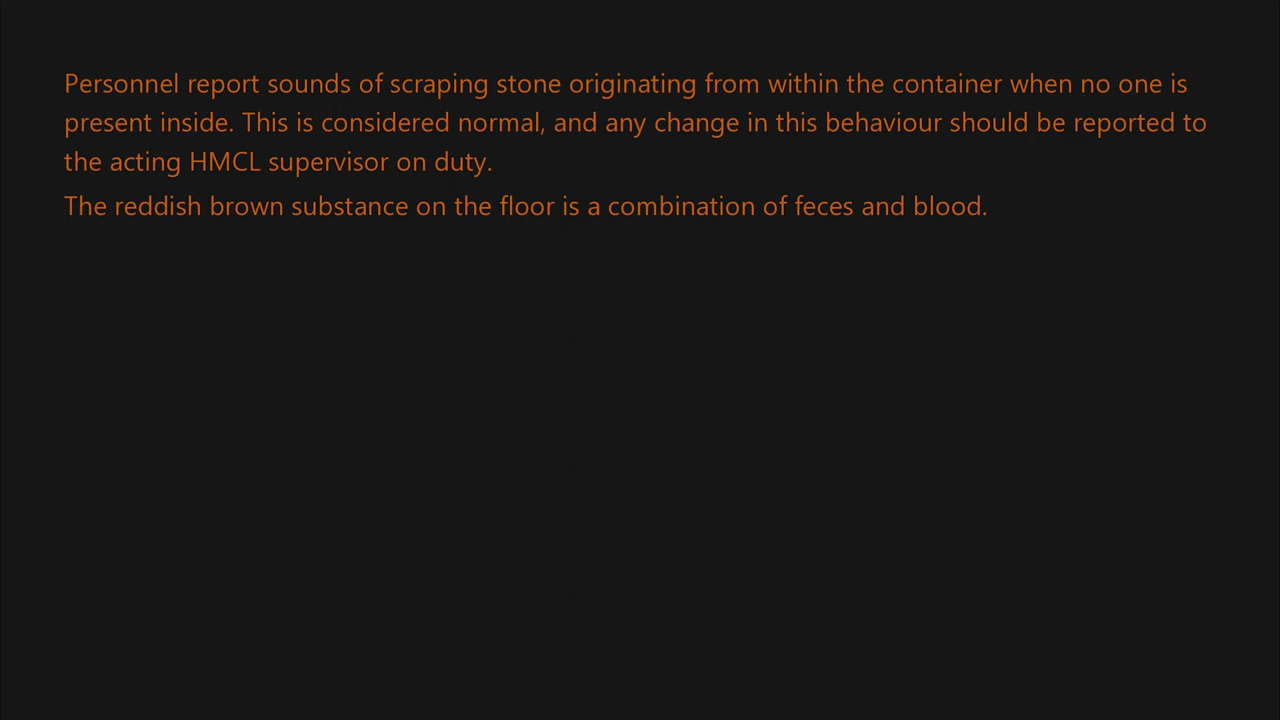 Personnel report sounds of scraping stone originating from within the container when no one is
present inside. This is considered normal, and any change in this behaviour should be reported to
the acting HMCL supervisor on duty.
The reddish brown substance on the floor is a combination of feces and blood.